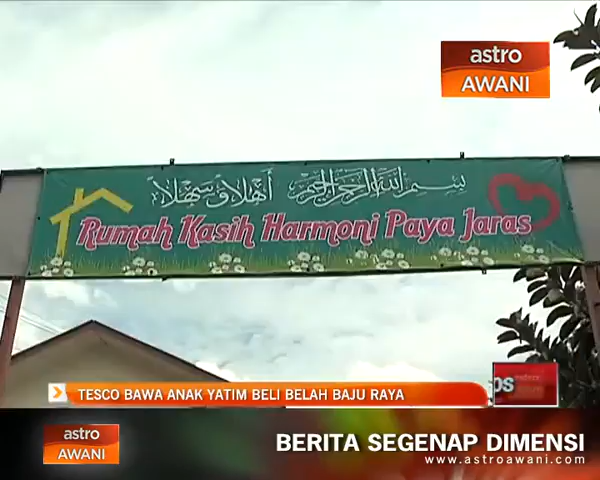 astro
AWANI
أهلا وسهلا بسم الله الرحمن الرحيم
Rumah Kasih Harmoni Paya Jaras
TESCO BAWA ANAK YATIM BELI BELAH BAJU RAYA
ps
astro
AWANI
BERITA SEGENAP DIMENSI
www.astroawani.com